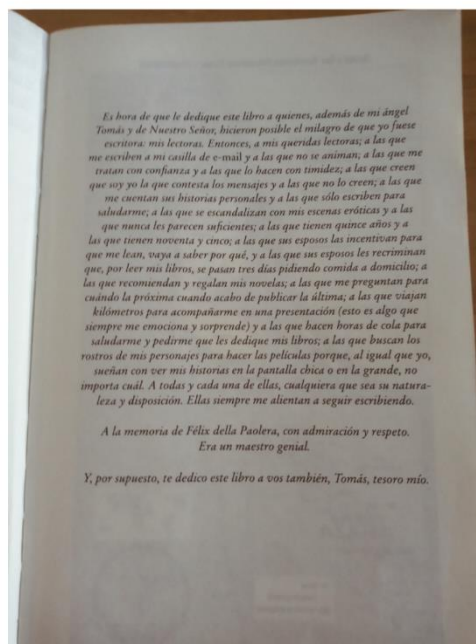 Es hora de que le dedique este libro a quienes, además de mi ángel
Tomás y de Nuestro Señor, hicieron posible el milagro de que yo fuese
escritora: mis lectoras. Entonces, a mis queridas lectoras; a las que
me escriben a mi casilla de e-mail y a las que no se animan; a las que me
tratan con confianza y a las que lo hacen con timidez; a las que creen
que soy yo la que contesta los mensajes y a las que no lo creen; a las que
me cuentan sus historias personales y a las que sólo escriben para
saludarme; a las que se escandalizan con mis escenas eróticas y a las
que nunca les parecen suficientes; a las que tienen quince años y a
las que tienen noventa y cinco; a las que sus esposos las incentivan para
que me lean, vaya a saber por qué, y a las que sus esposos les recriminan
que, por leer mis libros, se pasan tres días pidiendo comida a domicilio; a
las que recomiendan y regalan mis novelas; a las que me preguntan para
cuándo la próxima cuando acabo de publicar la última; a las que viajan
kilómetros para acompañarme en una presentación (esto es algo que
siempre me emociona y sorprende) y a las que hacen horas de cola para
saludarme y pedirme que les dedique mis libros; a las que buscan los
rostros de mis personajes para hacer las películas porque, al igual que yo,
sueñan con ver mis historias en la pantalla chica o en la grande, no
importa cuál. A todas y cada una de ellas, cualquiera que sea su natura-
leza y disposición. Ellas siempre me alientan a seguir escribiendo.
A la memoria de Félix della Paolera, con admiración y respeto.
Era un maestro genial.
Y, por supuesto, te dedico este libro a vos también, Tomás, tesoro mío.